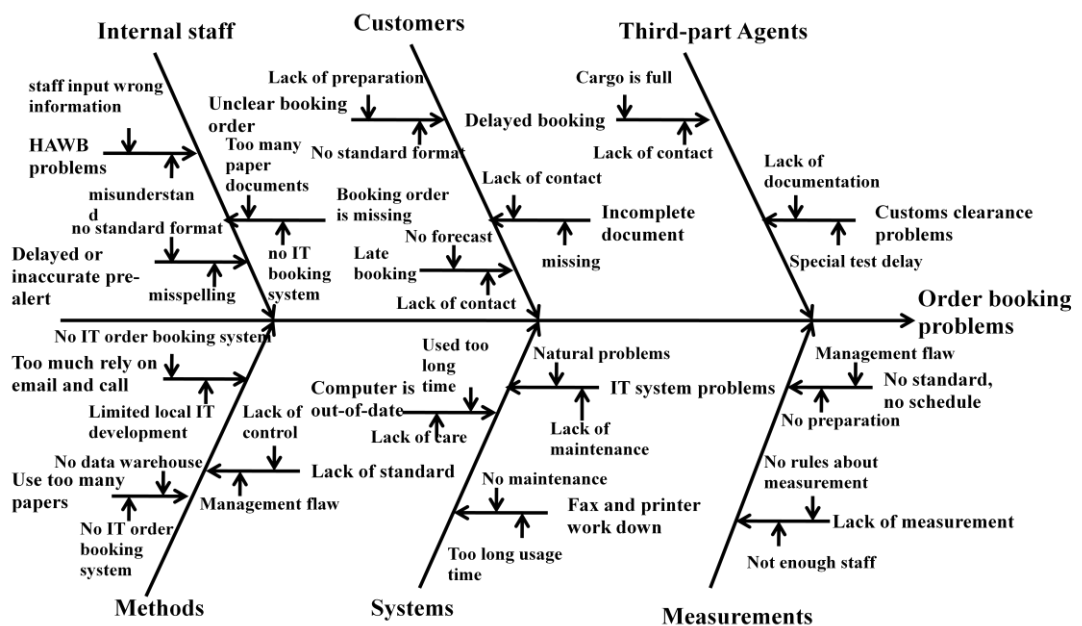 Internal staff
Customers
Third-part Agents
staff input wrong
information
HAWB
problems
misunderstan
d
no standard format
Delayed or
inaccurate pre-
alert
misspelling
Too many
paper
documents
Booking order
is missing
no IT
booking
system
Lack of preparation
Unclear booking
order
No standard format
Lack of contact
Incomplete
document
missing
No forecast
Late
booking
Lack of contact
Cargo is full
Delayed booking
Lack of contact
Lack of
documentation
Customs clearance
problems
Special test delay
Order booking
problems
No IT order booking system
Too much rely on
email and call
Limited local IT
development
Lack of
control
Lack of standard
Management flaw
No data warehouse
Use too many
papers
No IT order
booking
system
Methods
Used too
long
time
Computer is
out-of-date
Lack of care
Natural problems
IT system problems
Lack of
maintenance
No maintenance
Fax and printer
work down
Too long usage
time
Systems
Management flaw
No standard,
no schedule
No preparation
No rules about
measurement
Lack of measurement
Not enough staff
Measurements